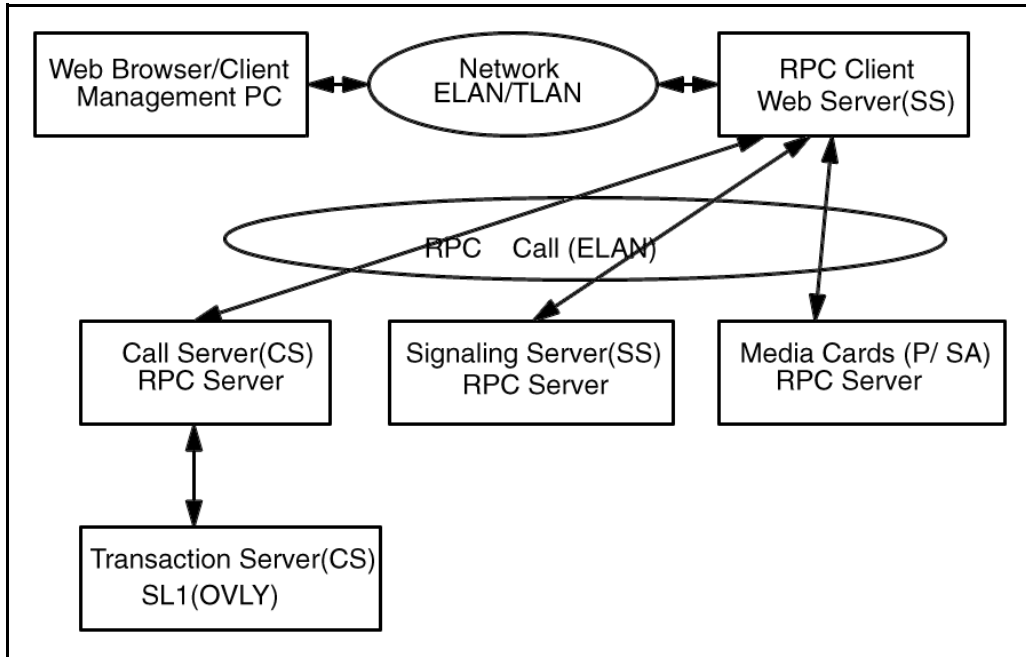 Web Browser/Client
Management PC
Network
ELAN/TLAN
RPC Client
Web Server(SS)
RPC Call (ELAN)
Call Server(CS)
RPC Server
Signaling Server(SS)
RPC Server
Media Cards (P/ SA)
RPC Server
Transaction Server(CS)
SL1(OVLY)